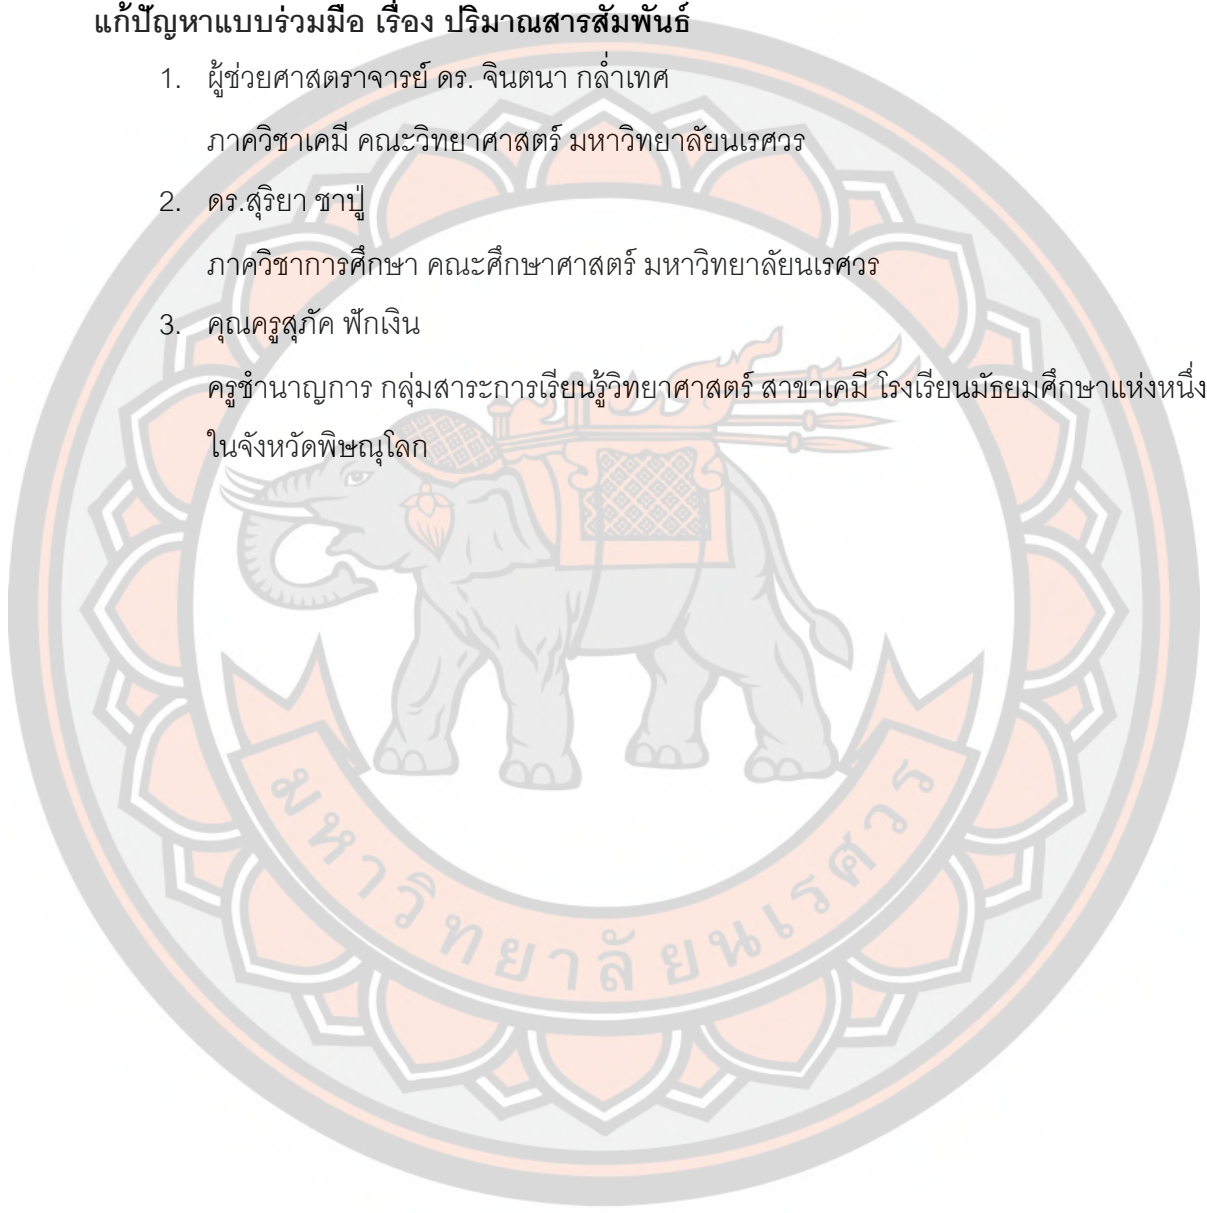 แก้ปัญหาแบบร่วมมือ เรื่อง ปริมาณสารสัมพันธ์
1. ผู้ช่วยศาสตราจารย์ ดร. จินตนา กล่ำเทศ
ภาควิชาเคมี คณะวิทยาศาสตร์ มหาวิทยาลัยนเรศวร
2. ดร.สุริยา ชาปู่
ภาควิชาการศึกษา คณะศึกษาศาสตร์ มหาวิทยาลัยนเรศวร
3. คุณครูสุภัค ฟักเงิน
ครูชำนาญการ กลุ่มสาระการเรียนรู้วิทยาศาสตร์ สาขาเคมี โรงเรียนมัธยมศึกษาแห่งหนึ่ง
ในจังหวัดพิษณุโลก
มหาวิทยาลัยนเรศวร